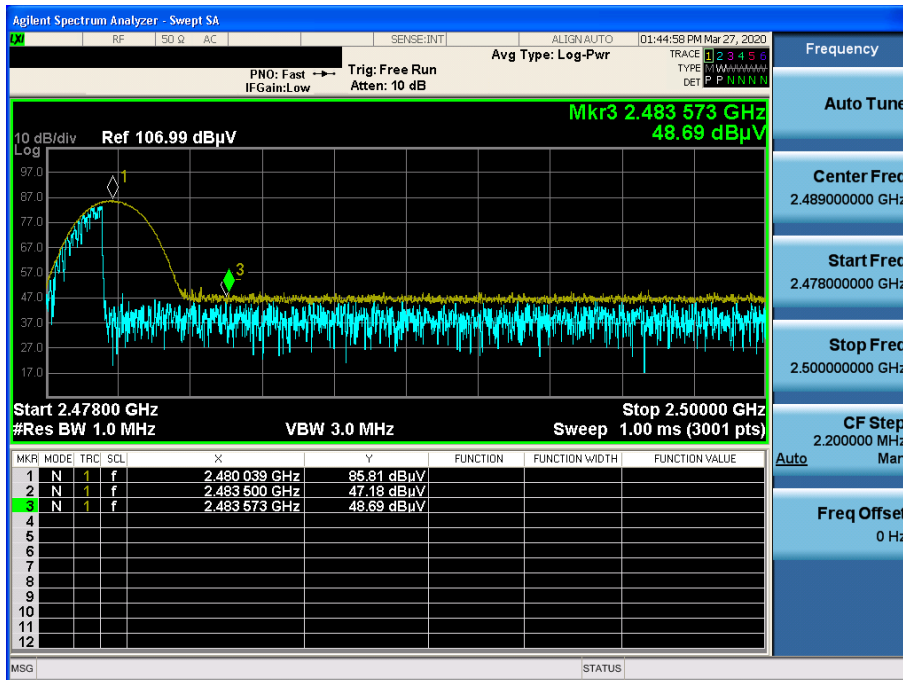 Agilent Spectrum Analyzer - Swept SA
LXI RF 50 Ω AC SENSE:INT ALIGN AUTO 01:44:58 PM Mar 27, 2020
Frequency
PNO: Fast
IFGain:Low
Trig: Free Run
Atten: 10 dB
Avg Type: Log-Pwr
TRACE 1 2 3 4 5 6
TYPE M WWWWW
DET P P N N N N
Auto Tune
Mkr3 2.483 573 GHz
48.69 dBµV
10 dB/div Ref 106.99 dBµV
Log
97.0
87.0
77.0
67.0
57.0
47.0
37.0
27.0
17.0
1
3
Center Freq
2.489000000 GHz
Start Freq
2.478000000 GHz
Stop Freq
2.500000000 GHz
Start 2.47800 GHz Stop 2.50000 GHz
#Res BW 1.0 MHz VBW 3.0 MHz Sweep 1.00 ms (3001 pts)
CF Step
2.200000 MHz
Auto Man
Freq Offset
0 Hz
MKR MODE TRC SCL X Y FUNCTION FUNCTION WIDTH FUNCTION VALUE
1 N 1 f 2.480 039 GHz 85.81 dBµV
2 N 1 f 2.483 500 GHz 47.18 dBµV
3 N 1 f 2.483 573 GHz 48.69 dBµV
4
5
6
7
8
9
10
11
12
MSG STATUS